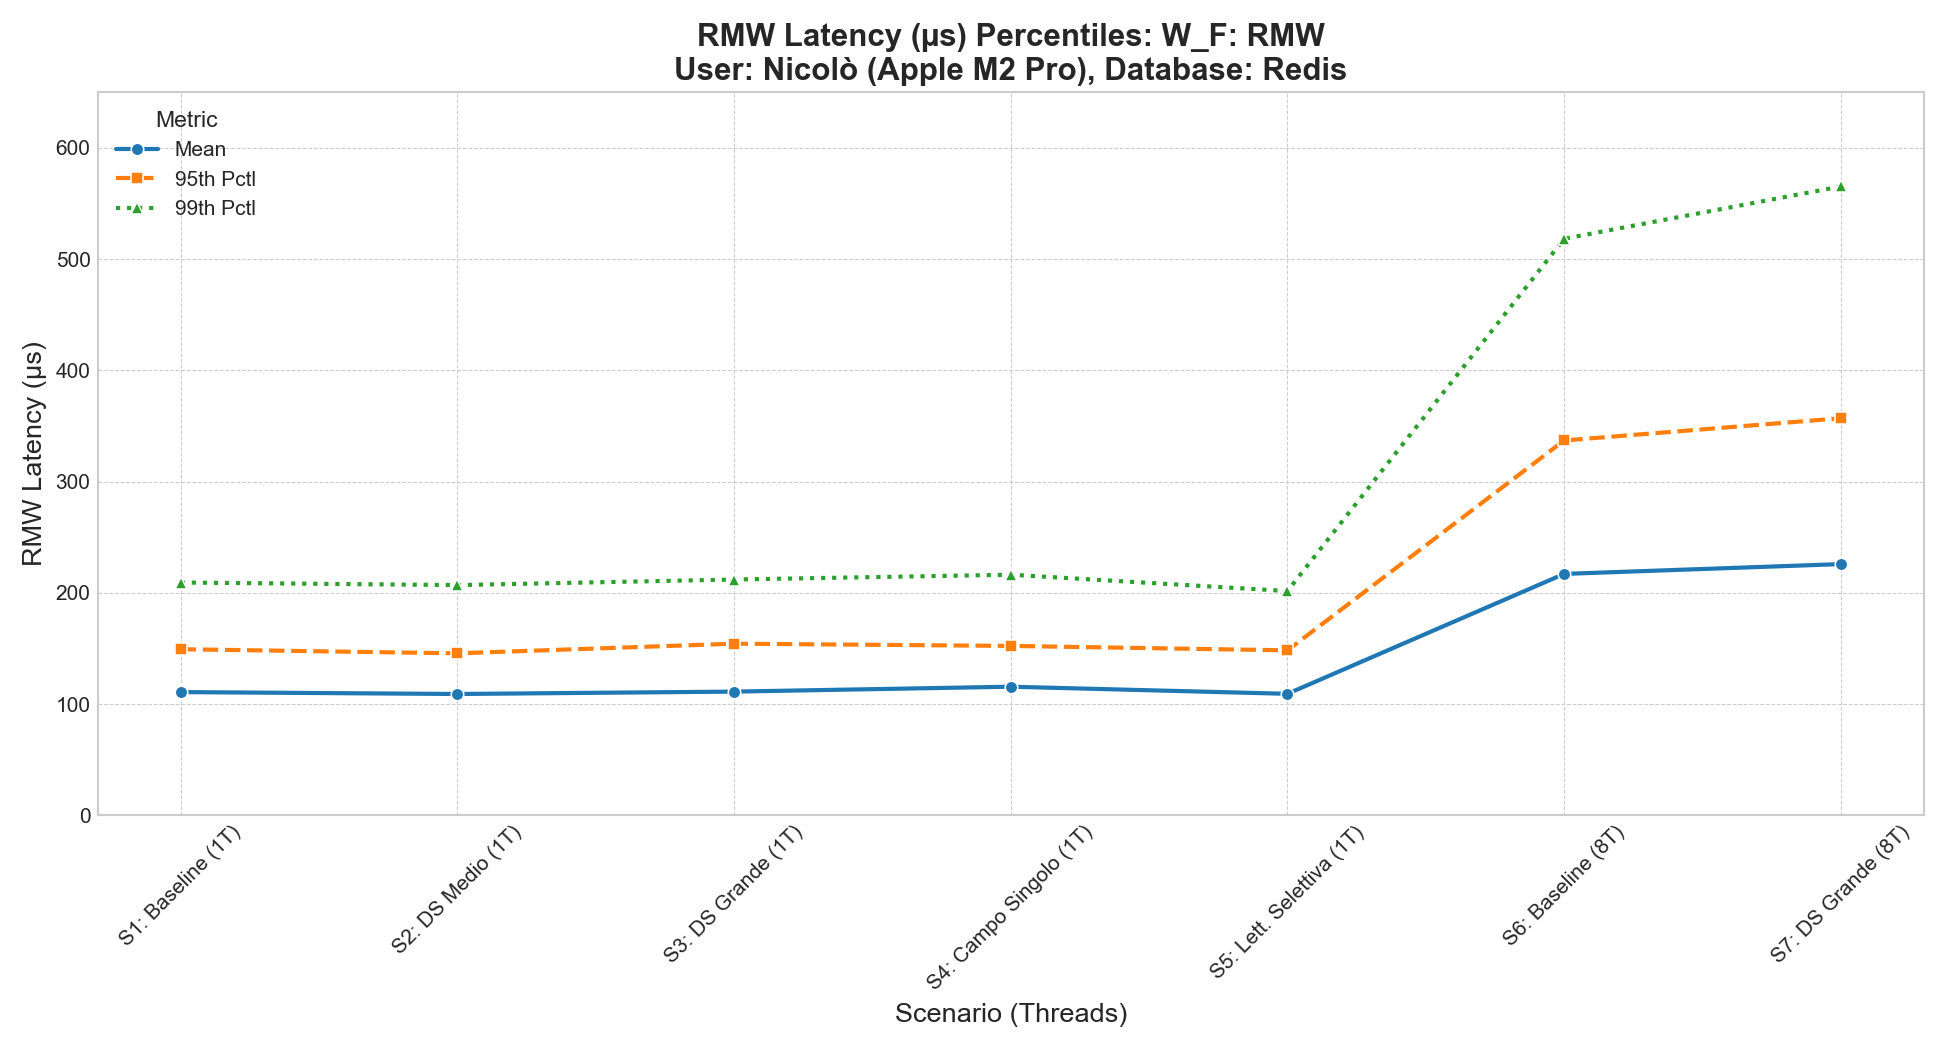 RMW Latency (µs) Percentiles: W_F: RMW
User: Nicolò (Apple M2 Pro), Database: Redis
Metric
Mean
95th Pctl
99th Pctl
RMW Latency (µs)
600
500
400
300
200
100
0
S1: Baseline (1T)
S2: DS Medio (1T)
S3: DS Grande (1T)
S4: Campo Singolo (1T)
S5: Lett. Selettiva (1T)
S6: Baseline (8T)
S7: DS Grande (8T)
Scenario (Threads)